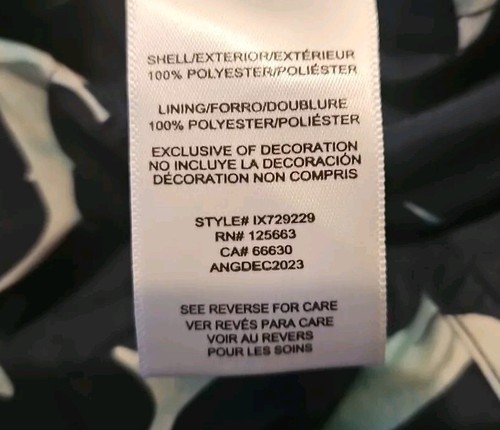 SHELL/EXTERIOR/EXTÉRIEUR
100% POLYESTER/POLIÉSTER
LINING/FORRO/DOUBLURE
100% POLYESTER/POLIÉSTER
EXCLUSIVE OF DECORATION
NO INCLUYE LA DECORACIÓN
DÉCORATION NON COMPRIS
STYLE# IX729229
RN# 125663
CA# 66630
ANGDEC2023
SEE REVERSE FOR CARE
VER REVÉS PARA CARE
VOIR AU REVERS
POUR LES SOINS